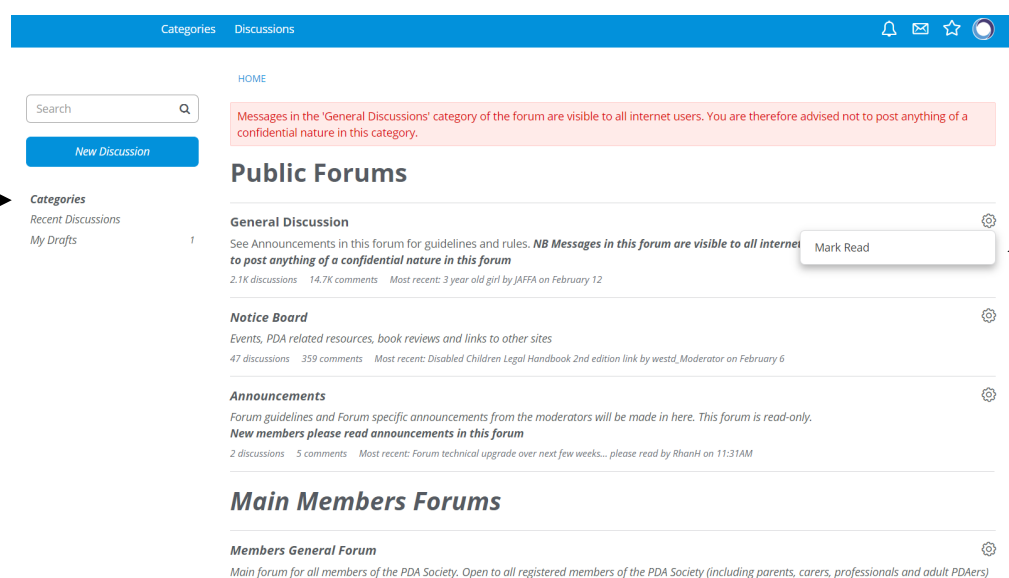 Categories Discussions
HOME
Search
Messages in the 'General Discussions' category of the forum are visible to all internet users. You are therefore advised not to post anything of a
confidential nature in this category.
New Discussion
Public Forums
Categories
Recent Discussions
My Drafts 1
General Discussion
See Announcements in this forum for guidelines and rules. NB Messages in this forum are visible to all internet
Mark Read
to post anything of a confidential nature in this forum
2.1K discussions 14.7K comments Most recent: 3 year old girl by JAFFA on February 12
Notice Board
Events, PDA related resources, book reviews and links to other sites
47 discussions 359 comments Most recent: Disabled Children Legal Handbook 2nd edition link by westd_Moderator on February 6
Announcements
Forum guidelines and Forum specific announcements from the moderators will be made in here. This forum is read-only.
New members please read announcements in this forum
2 discussions 5 comments Most recent: Forum technical upgrade over next few weeks... please read by RhanH on 11:31AM
Main Members Forums
Members General Forum
Main forum for all members of the PDA Society. Open to all registered members of the PDA Society (including parents, carers, professionals and adult PDAers)